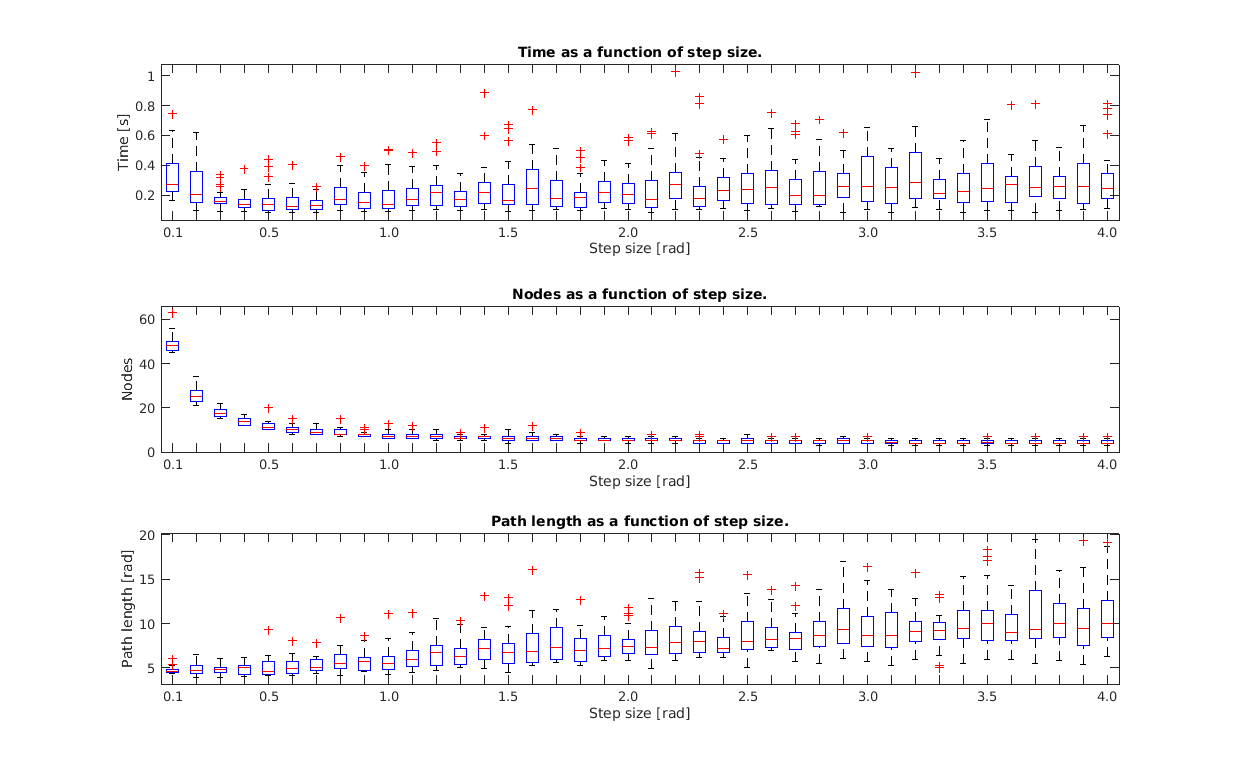 Time as a function of step size.
1
0.8
0.6
0.4
0.2
Time [s]
0.1 0.5 1.0 1.5 2.0 2.5 3.0 3.5 4.0
Step size [rad]
Nodes as a function of step size.
60
40
20
0
Nodes
0.1 0.5 1.0 1.5 2.0 2.5 3.0 3.5 4.0
Step size [rad]
Path length as a function of step size.
20
15
10
5
Path length [rad]
0.1 0.5 1.0 1.5 2.0 2.5 3.0 3.5 4.0
Step size [rad]